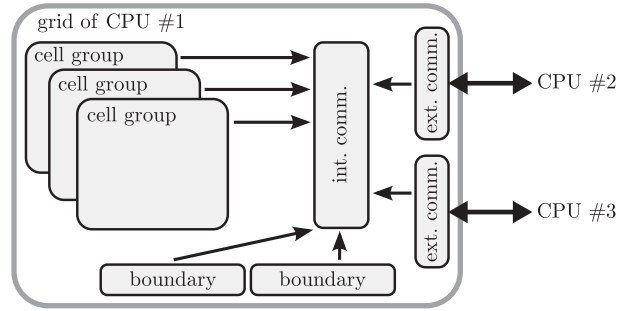 grid of CPU #1
cell group
cell group
cell group
int. comm.
ext. comm.
CPU #2
ext. comm.
CPU #3
boundary
boundary